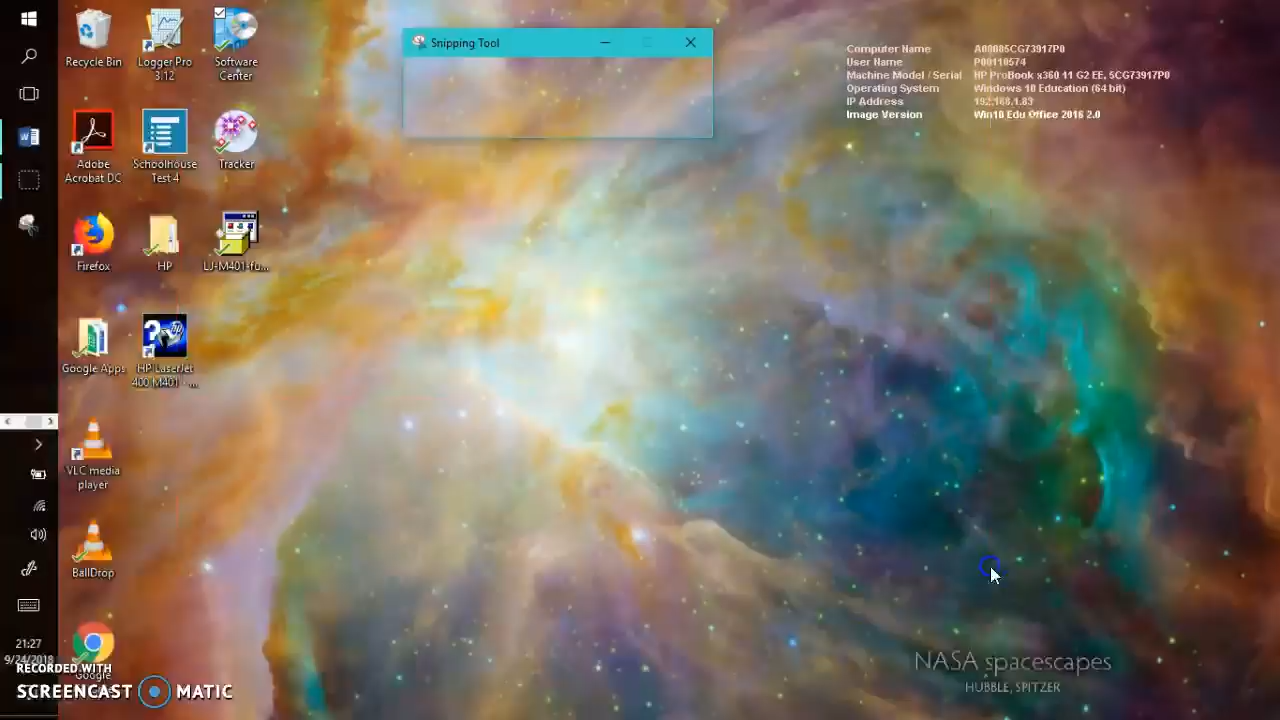 Recycle Bin
Logger Pro
3.12
Software
Center
Adobe
Acrobat DC
Schoolhouse
Test 4
Tracker
Firefox
HP
LJ-M401-fu...
Google Apps
HP LaserJet
400 M401 - ...
VLC media
player
BallDrop
Google
21:27
9/24/2018
RECORDED WITH
SCREENCAST MATIC
Snipping Tool
Computer Name A00805CG73917P0
User Name P00110574
Machine Model / Serial HP ProBook x360 11 G2 EE, 5CG73917P0
Operating System Windows 10 Education (64 bit)
IP Address 192.168.1.83
Image Version Win10 Edu Office 2016 2.0
NASA spacescapes
HUBBLE, SPITZER